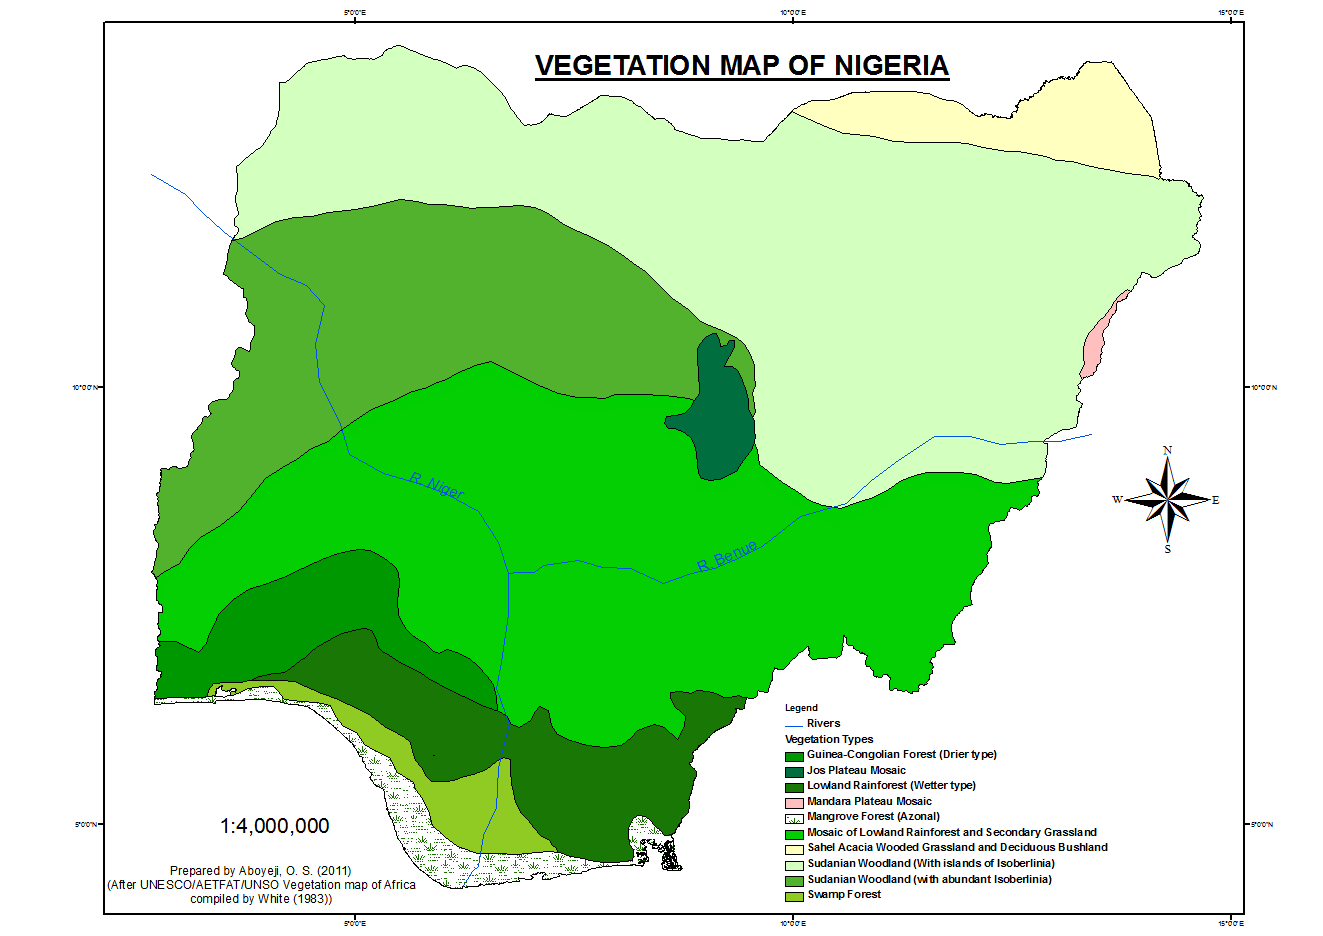 5°0'0"E 10°0'0"E 15°0'0"E
VEGETATION MAP OF NIGERIA
10°0'0"N 10°0'0"N
N
W E
S
R. Niger
R. Benue
Legend
Rivers
Vegetation Types
Guinea-Congolian Forest (Drier type)
Jos Plateau Mosaic
Lowland Rainforest (Wetter type)
Mandara Plateau Mosaic
Mangrove Forest (Azonal)
Mosaic of Lowland Rainforest and Secondary Grassland
Sahel Acacia Wooded Grassland and Deciduous Bushland
Sudanian Woodland (With islands of Isoberlinia)
Sudanian Woodland (with abundant Isoberlinia)
Swamp Forest
5°0'0"N 5°0'0"N
1:4,000,000
Prepared by Aboyeji, O. S. (2011)
(After UNESCO/AETFAT/UNSO Vegetation map of Africa
compiled by White (1983))
5°0'0"E 10°0'0"E 15°0'0"E